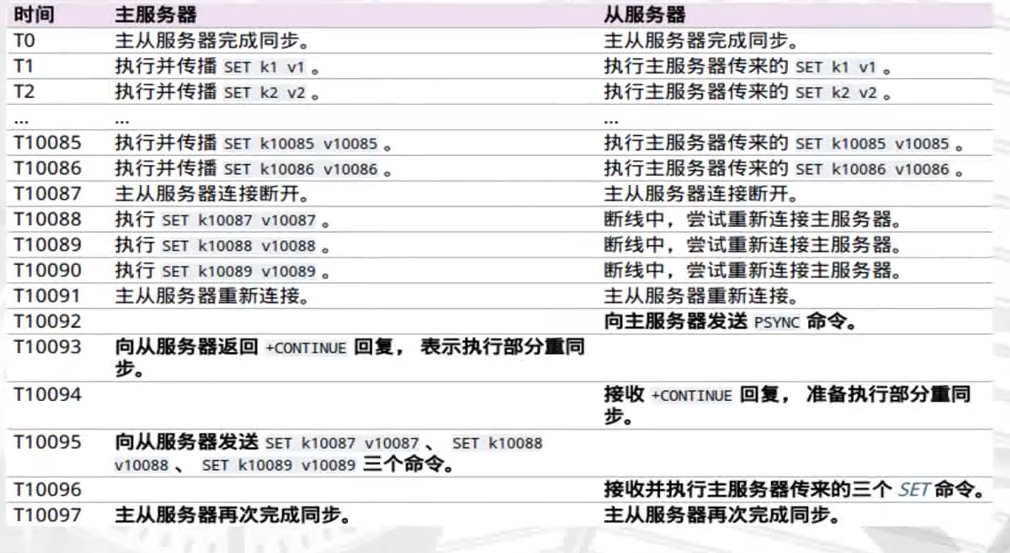 时间 主服务器 从服务器
T0 主从服务器完成同步。 主从服务器完成同步。
T1 执行并传播 SET k1 v1 。 执行主服务器传来的 SET k1 v1 。
T2 执行并传播 SET k2 v2 。 执行主服务器传来的 SET k2 v2 。
... ... ...
T10085 执行并传播 SET k10085 v10085 。 执行主服务器传来的 SET k10085 v10085 。
T10086 执行并传播 SET k10086 v10086 。 执行主服务器传来的 SET k10086 v10086 。
T10087 主从服务器连接断开。 主从服务器连接断开。
T10088 执行 SET k10087 v10087 。 断线中，尝试重新连接主服务器。
T10089 执行 SET k10088 v10088 。 断线中，尝试重新连接主服务器。
T10090 执行 SET k10089 v10089 。 断线中，尝试重新连接主服务器。
T10091 主从服务器重新连接。 主从服务器重新连接。
T10092 向主服务器发送 PSYNC 命令。
T10093 向从服务器返回 +CONTINUE 回复， 表示执行部分重同
步。
T10094 接收 +CONTINUE 回复， 准备执行部分重同
步。
T10095 向从服务器发送 SET k10087 v10087 、 SET k10088
v10088 、 SET k10089 v10089 三个命令。
T10096 接收并执行主服务器传来的三个 SET 命令。
T10097 主从服务器再次完成同步。 主从服务器再次完成同步。